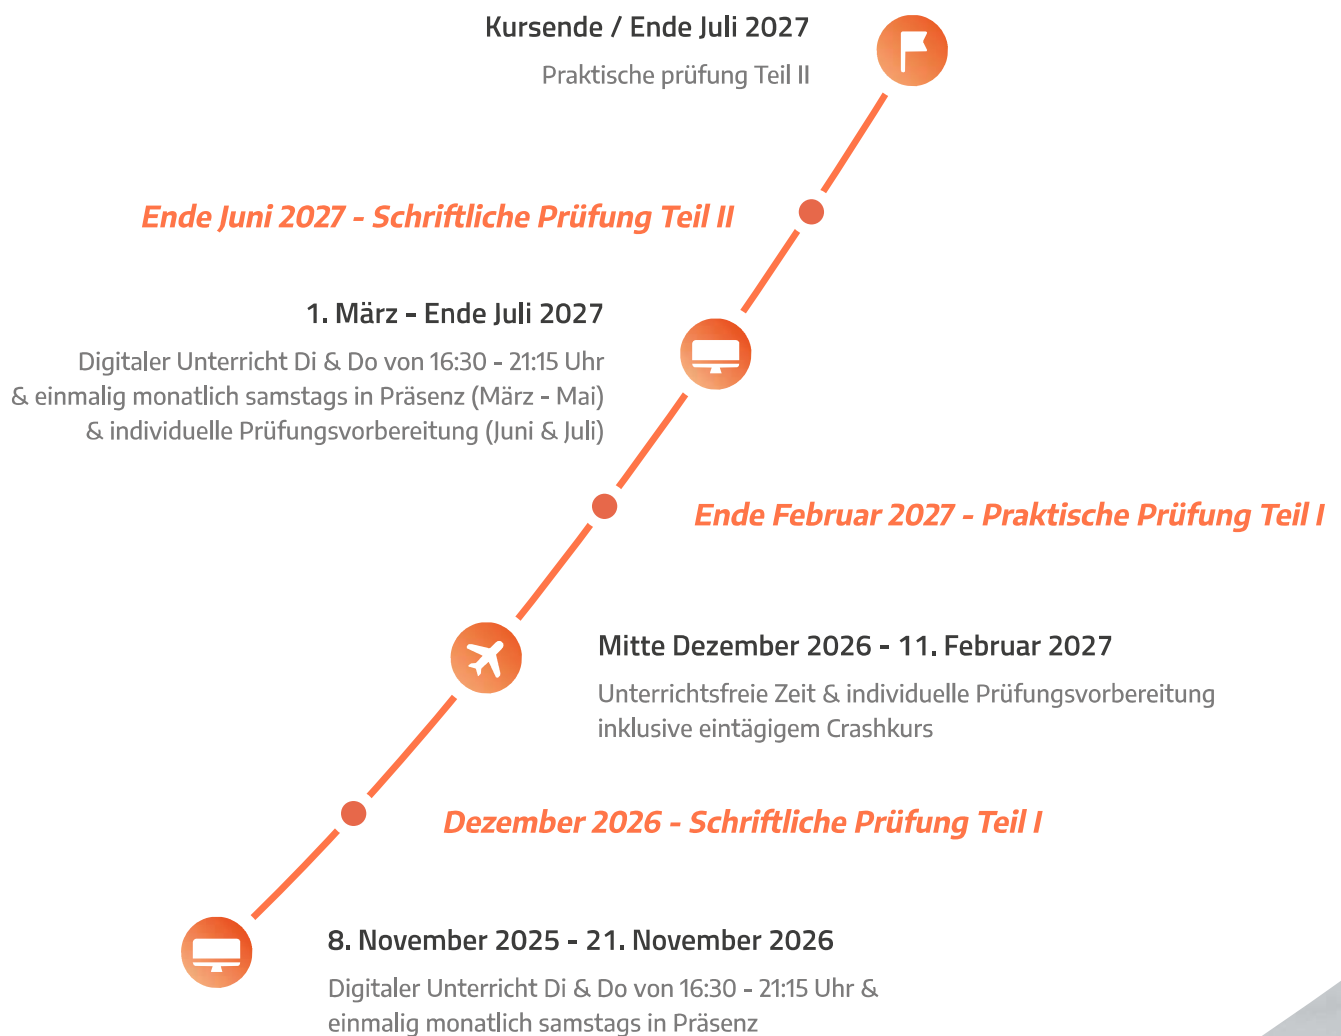 Kursende / Ende Juli 2027
Praktische prüfung Teil II
Ende Juni 2027 - Schriftliche Prüfung Teil II
1. März - Ende Juli 2027
Digitaler Unterricht Di & Do von 16:30 - 21:15 Uhr
& einmalig monatlich samstags in Präsenz (März - Mai)
& individuelle Prüfungsvorbereitung (Juni & Juli)
Ende Februar 2027 - Praktische Prüfung Teil I
Mitte Dezember 2026 - 11. Februar 2027
Unterrichtsfreie Zeit & individuelle Prüfungsvorbereitung
inklusive eintägigem Crashkurs
Dezember 2026 - Schriftliche Prüfung Teil I
8. November 2025 - 21. November 2026
Digitaler Unterricht Di & Do von 16:30 - 21:15 Uhr &
einmalig monatlich samstags in Präsenz